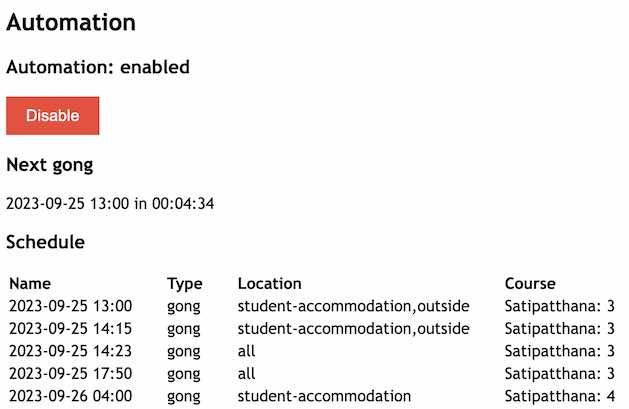 Automation
Automation: enabled
Disable
Next gong
2023-09-25 13:00 in 00:04:34
Schedule
Name Type Location Course
2023-09-25 13:00 gong student-accommodation,outside Satipatthana: 3
2023-09-25 14:15 gong student-accommodation,outside Satipatthana: 3
2023-09-25 14:23 gong all Satipatthana: 3
2023-09-25 17:50 gong all Satipatthana: 3
2023-09-26 04:00 gong student-accommodation Satipatthana: 4